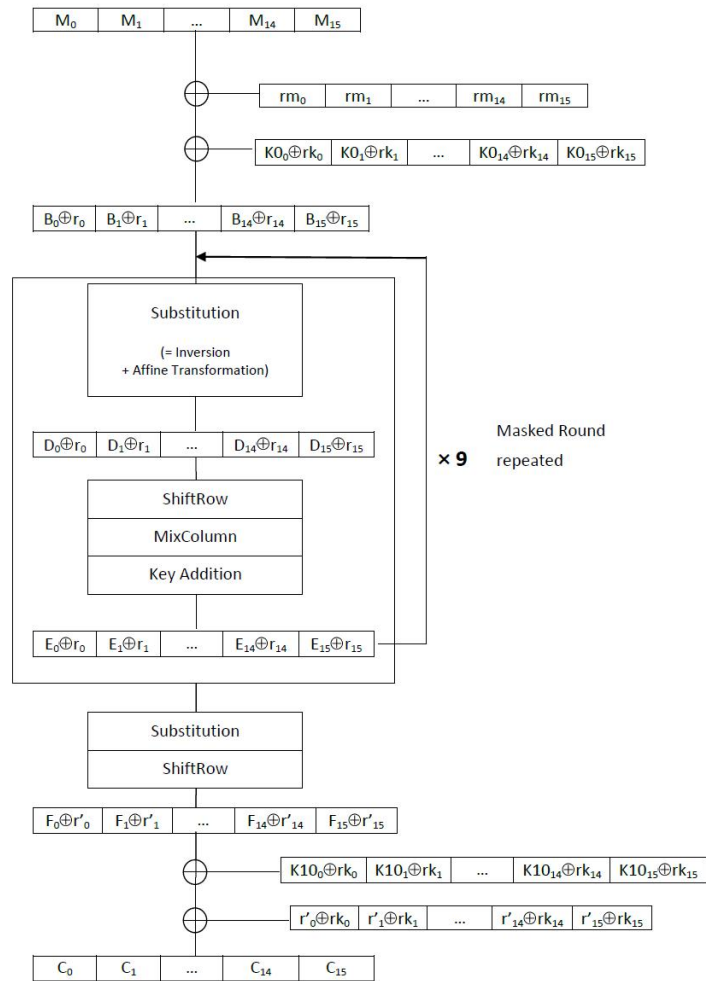 M₀ M₁ ... M₁₄ M₁₅
rm₀ rm₁ ... rm₁₄ rm₁₅
K0₀⊕rk₀ K0₁⊕rk₁ ... K0₁₄⊕rk₁₄ K0₁₅⊕rk₁₅
B₀⊕r₀ B₁⊕r₁ ... B₁₄⊕r₁₄ B₁₅⊕r₁₅
Substitution
(= Inversion
+ Affine Transformation)
D₀⊕r₀ D₁⊕r₁ ... D₁₄⊕r₁₄ D₁₅⊕r₁₅
Masked Round
× 9 repeated
ShiftRow
MixColumn
Key Addition
E₀⊕r₀ E₁⊕r₁ ... E₁₄⊕r₁₄ E₁₅⊕r₁₅
Substitution
ShiftRow
F₀⊕r'₀ F₁⊕r'₁ ... F₁₄⊕r'₁₄ F₁₅⊕r'₁₅
K10₀⊕rk₀ K10₁⊕rk₁ ... K10₁₄⊕rk₁₄ K10₁₅⊕rk₁₅
r'₀⊕rk₀ r'₁⊕rk₁ ... r'₁₄⊕rk₁₄ r'₁₅⊕rk₁₅
C₀ C₁ ... C₁₄ C₁₅